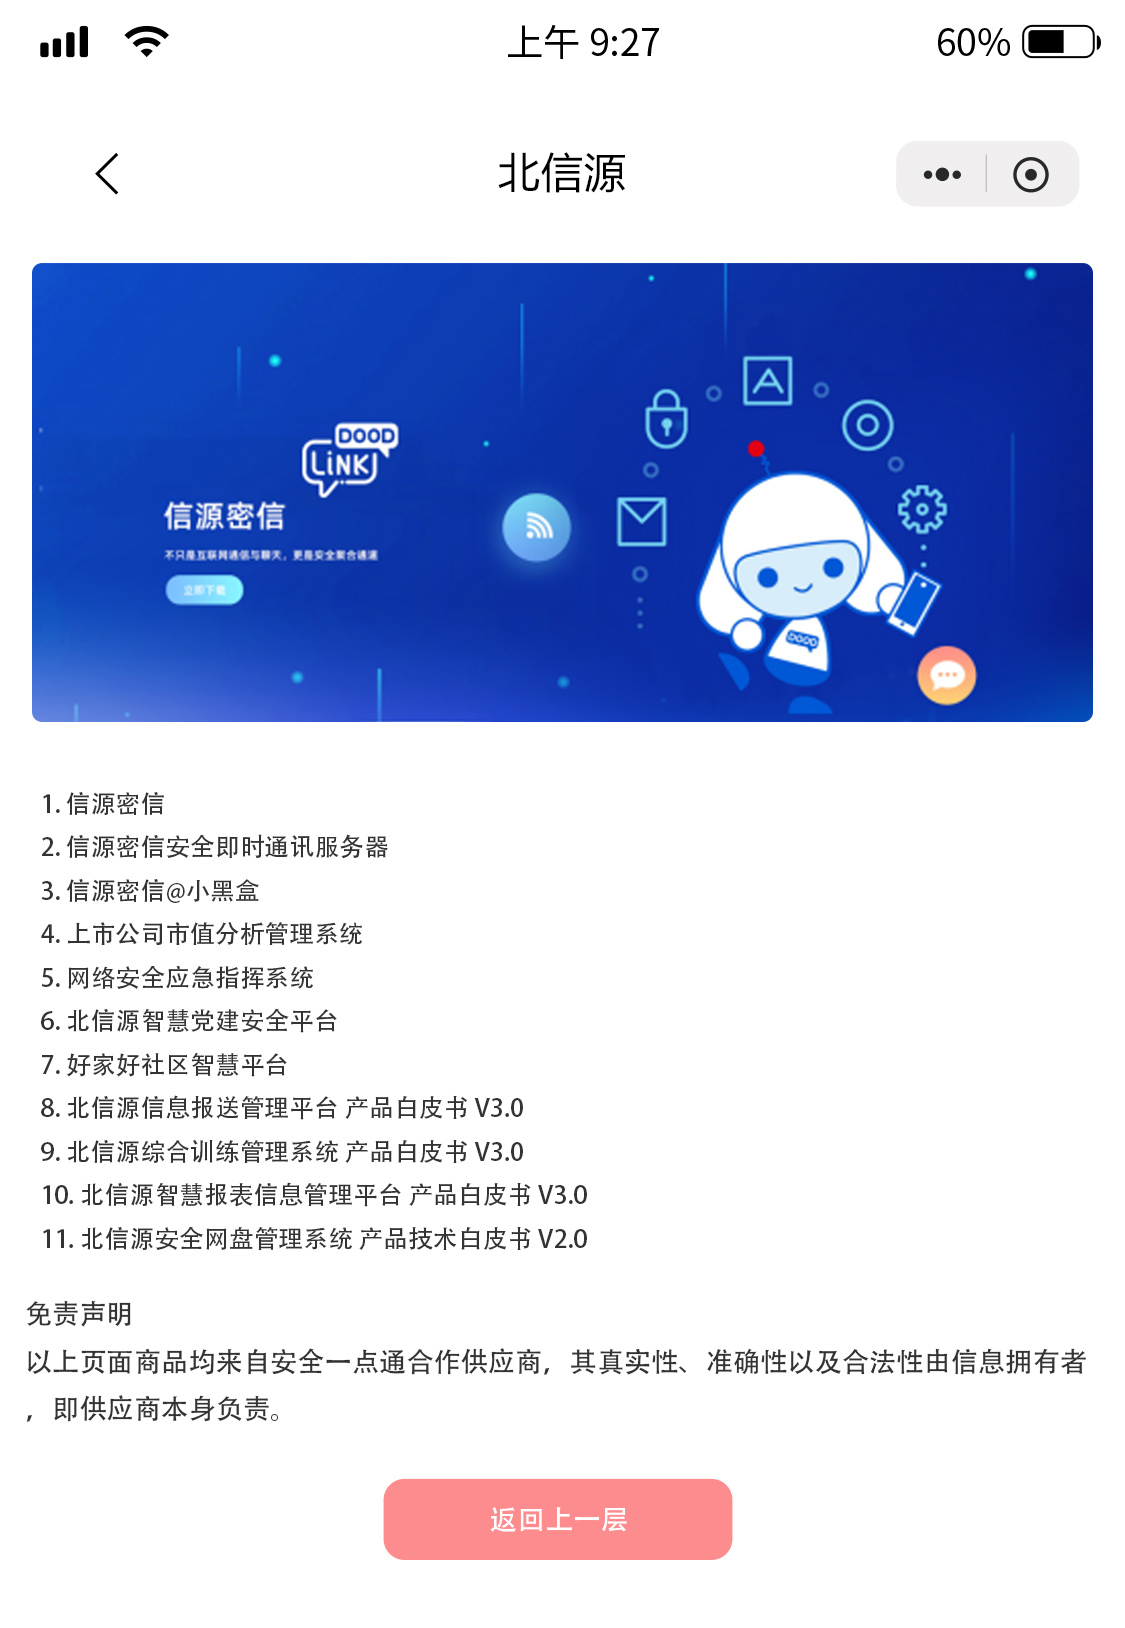 上午 9:27
60%
北信源
DOOD
LiNK
信源密信
不只是互联网通信与聊天，更是安全聚合通道
立即下载
DOOD
1. 信源密信
2. 信源密信安全即时通讯服务器
3. 信源密信@小黑盒
4. 上市公司市值分析管理系统
5. 网络安全应急指挥系统
6. 北信源智慧党建安全平台
7. 好家好社区智慧平台
8. 北信源信息报送管理平台 产品白皮书 V3.0
9. 北信源综合训练管理系统 产品白皮书 V3.0
10. 北信源智慧报表信息管理平台 产品白皮书 V3.0
11. 北信源安全网盘管理系统 产品技术白皮书 V2.0
免责声明
以上页面商品均来自安全一点通合作供应商，其真实性、准确性以及合法性由信息拥有者
，即供应商本身负责。
返回上一层